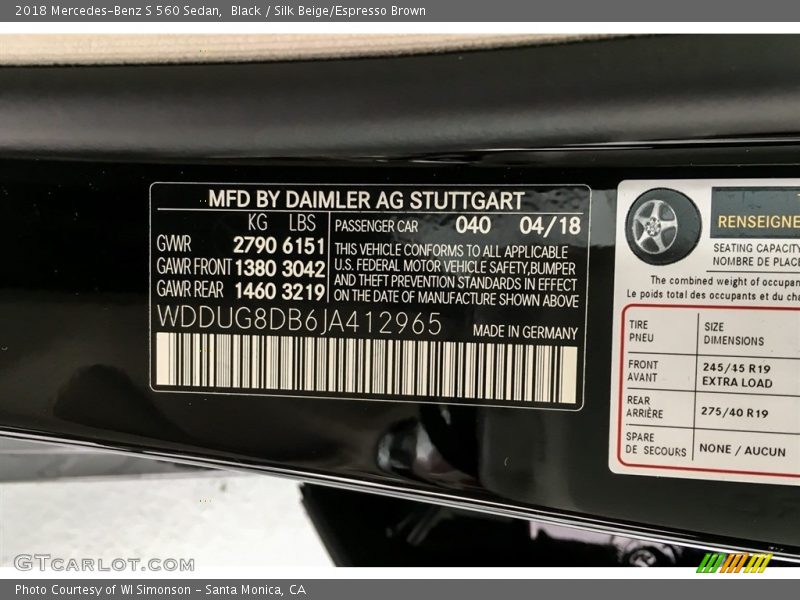 2018 Mercedes-Benz S 560 Sedan,  Black / Silk Beige/Espresso Brown
MFD BY DAIMLER AG STUTTGART
KG LBS
GVWR 2790 6151
GAWR FRONT 1380 3042
GAWR REAR 1460 3219
PASSENGER CAR 040 04/18
THIS VEHICLE CONFORMS TO ALL APPLICABLE
U.S. FEDERAL MOTOR VEHICLE SAFETY, BUMPER
AND THEFT PREVENTION STANDARDS IN EFFECT
ON THE DATE OF MANUFACTURE SHOWN ABOVE
WDDUG8DB6JA412965
MADE IN GERMANY
SEATING CAPACITY
NOMBRE DE PLACE
The combined weight of
Le poids total des occupants et du
TIRE SIZE
PNEU DIMENSIONS
FRONT 245/45 R19
AVANT EXTRA LOAD
REAR 275/40 R19
ARRIÈRE
SPARE NONE / AUCUN
DE SECOURS
GTCARLOT.COM
Photo Courtesy of WI Simonson - Santa Monica, CA